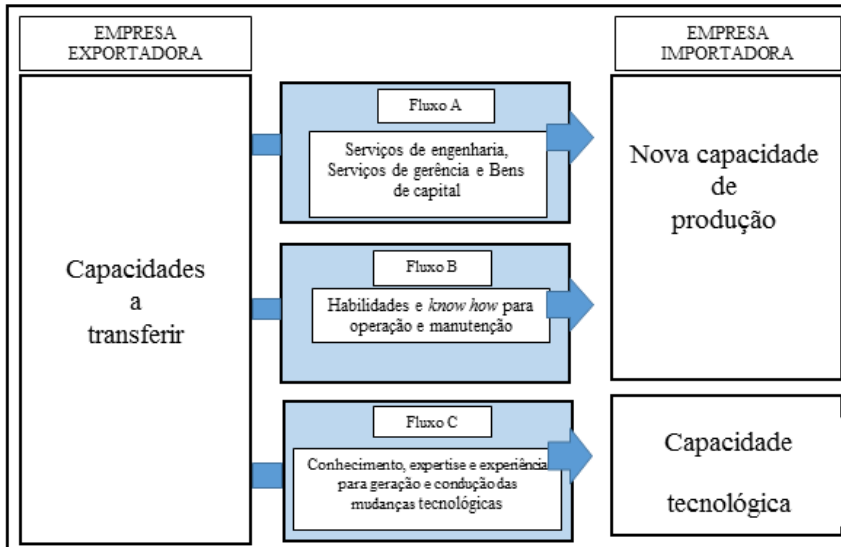 EMPRESA
EXPORTADORA
EMPRESA
IMPORTADORA
Capacidades
a
transferir
Fluxo A
Serviços de engenharia,
Serviços de gerência e Bens
de capital
Fluxo B
Habilidades e know how para
operação e manutenção
Fluxo C
Conhecimento, expertise e experiência
para geração e condução das
mudanças tecnológicas
Nova capacidade
de
produção
Capacidade
tecnológica